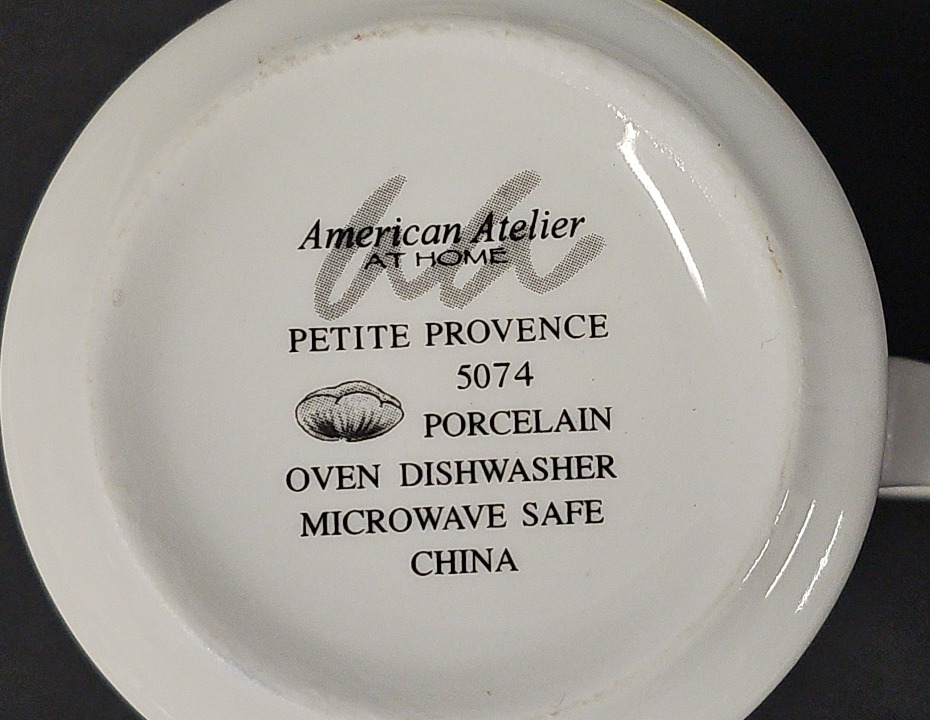 American Atelier
AT HOME
PETITE PROVENCE
5074
PORCELAIN
OVEN DISHWASHER
MICROWAVE SAFE
CHINA